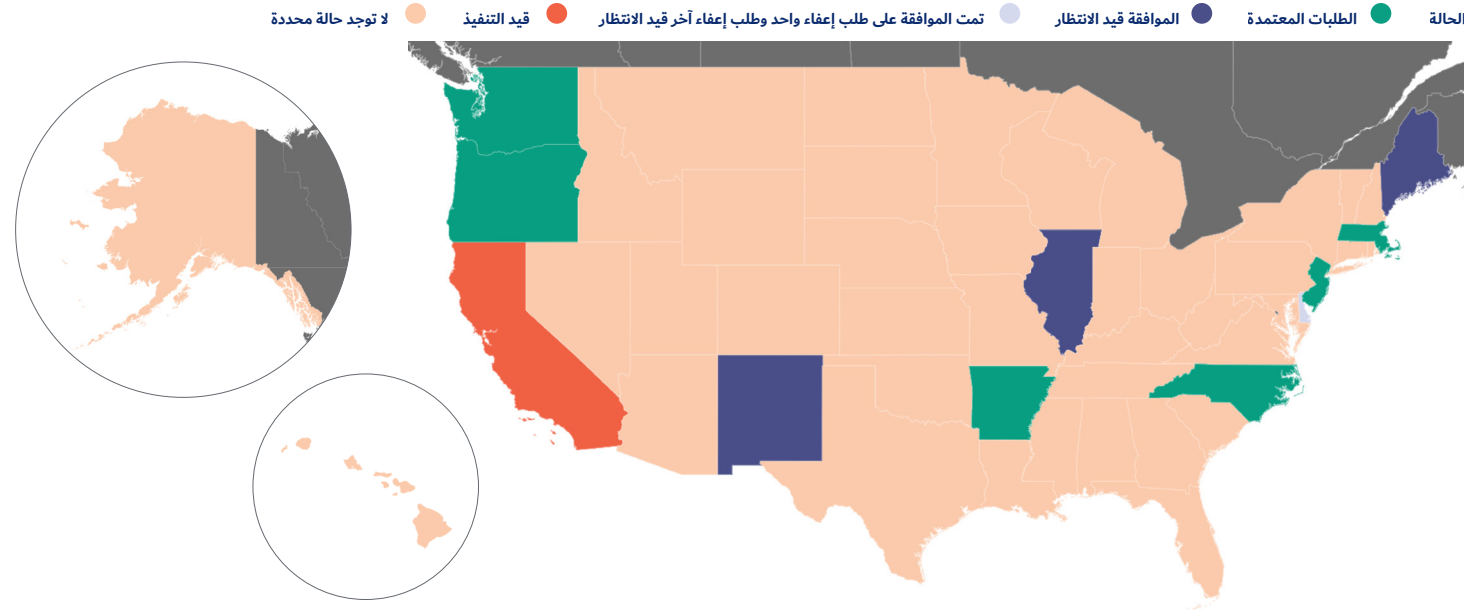 الحالة الطلبات المعتمدة الموافقة قيد الانتظار تمت الموافقة على طلب إعفاء واحد وطلب إعفاء آخر قيد الانتظار قيد التنفيذ لا توجد حالة محددة